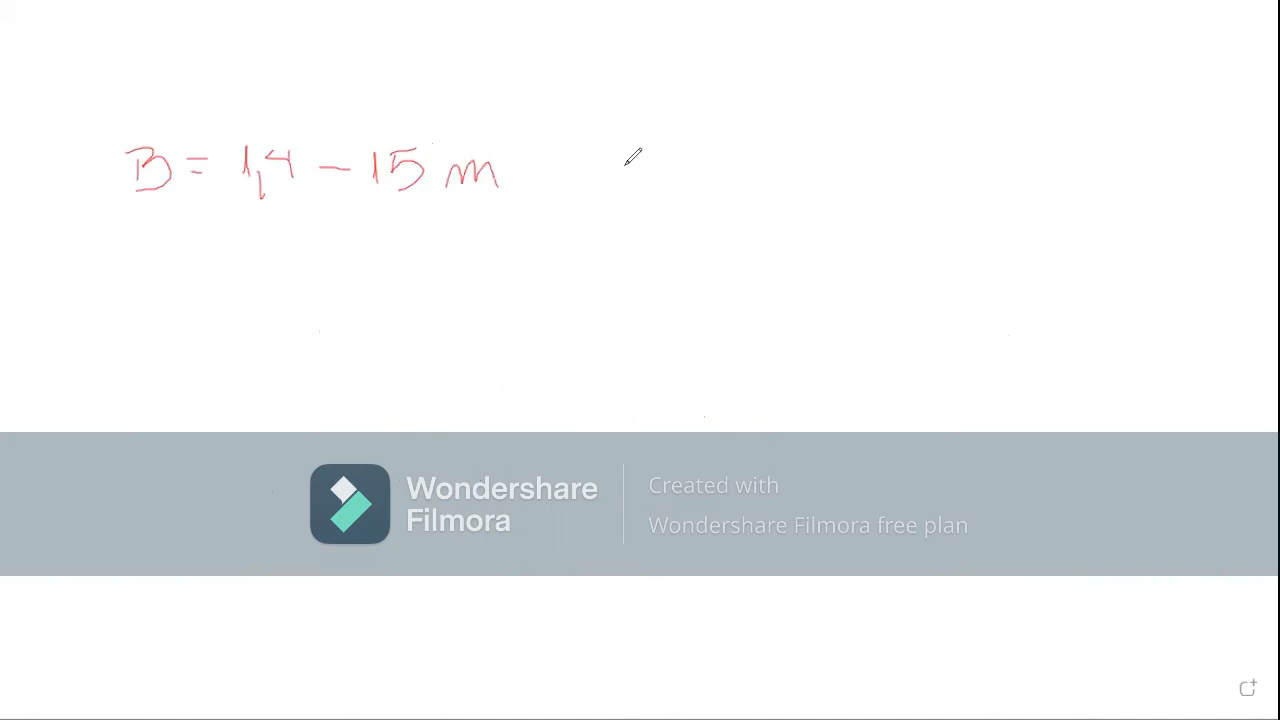 B = 1,4 - 15 m
Wondershare
Filmora
Created with
Wondershare Filmora free plan